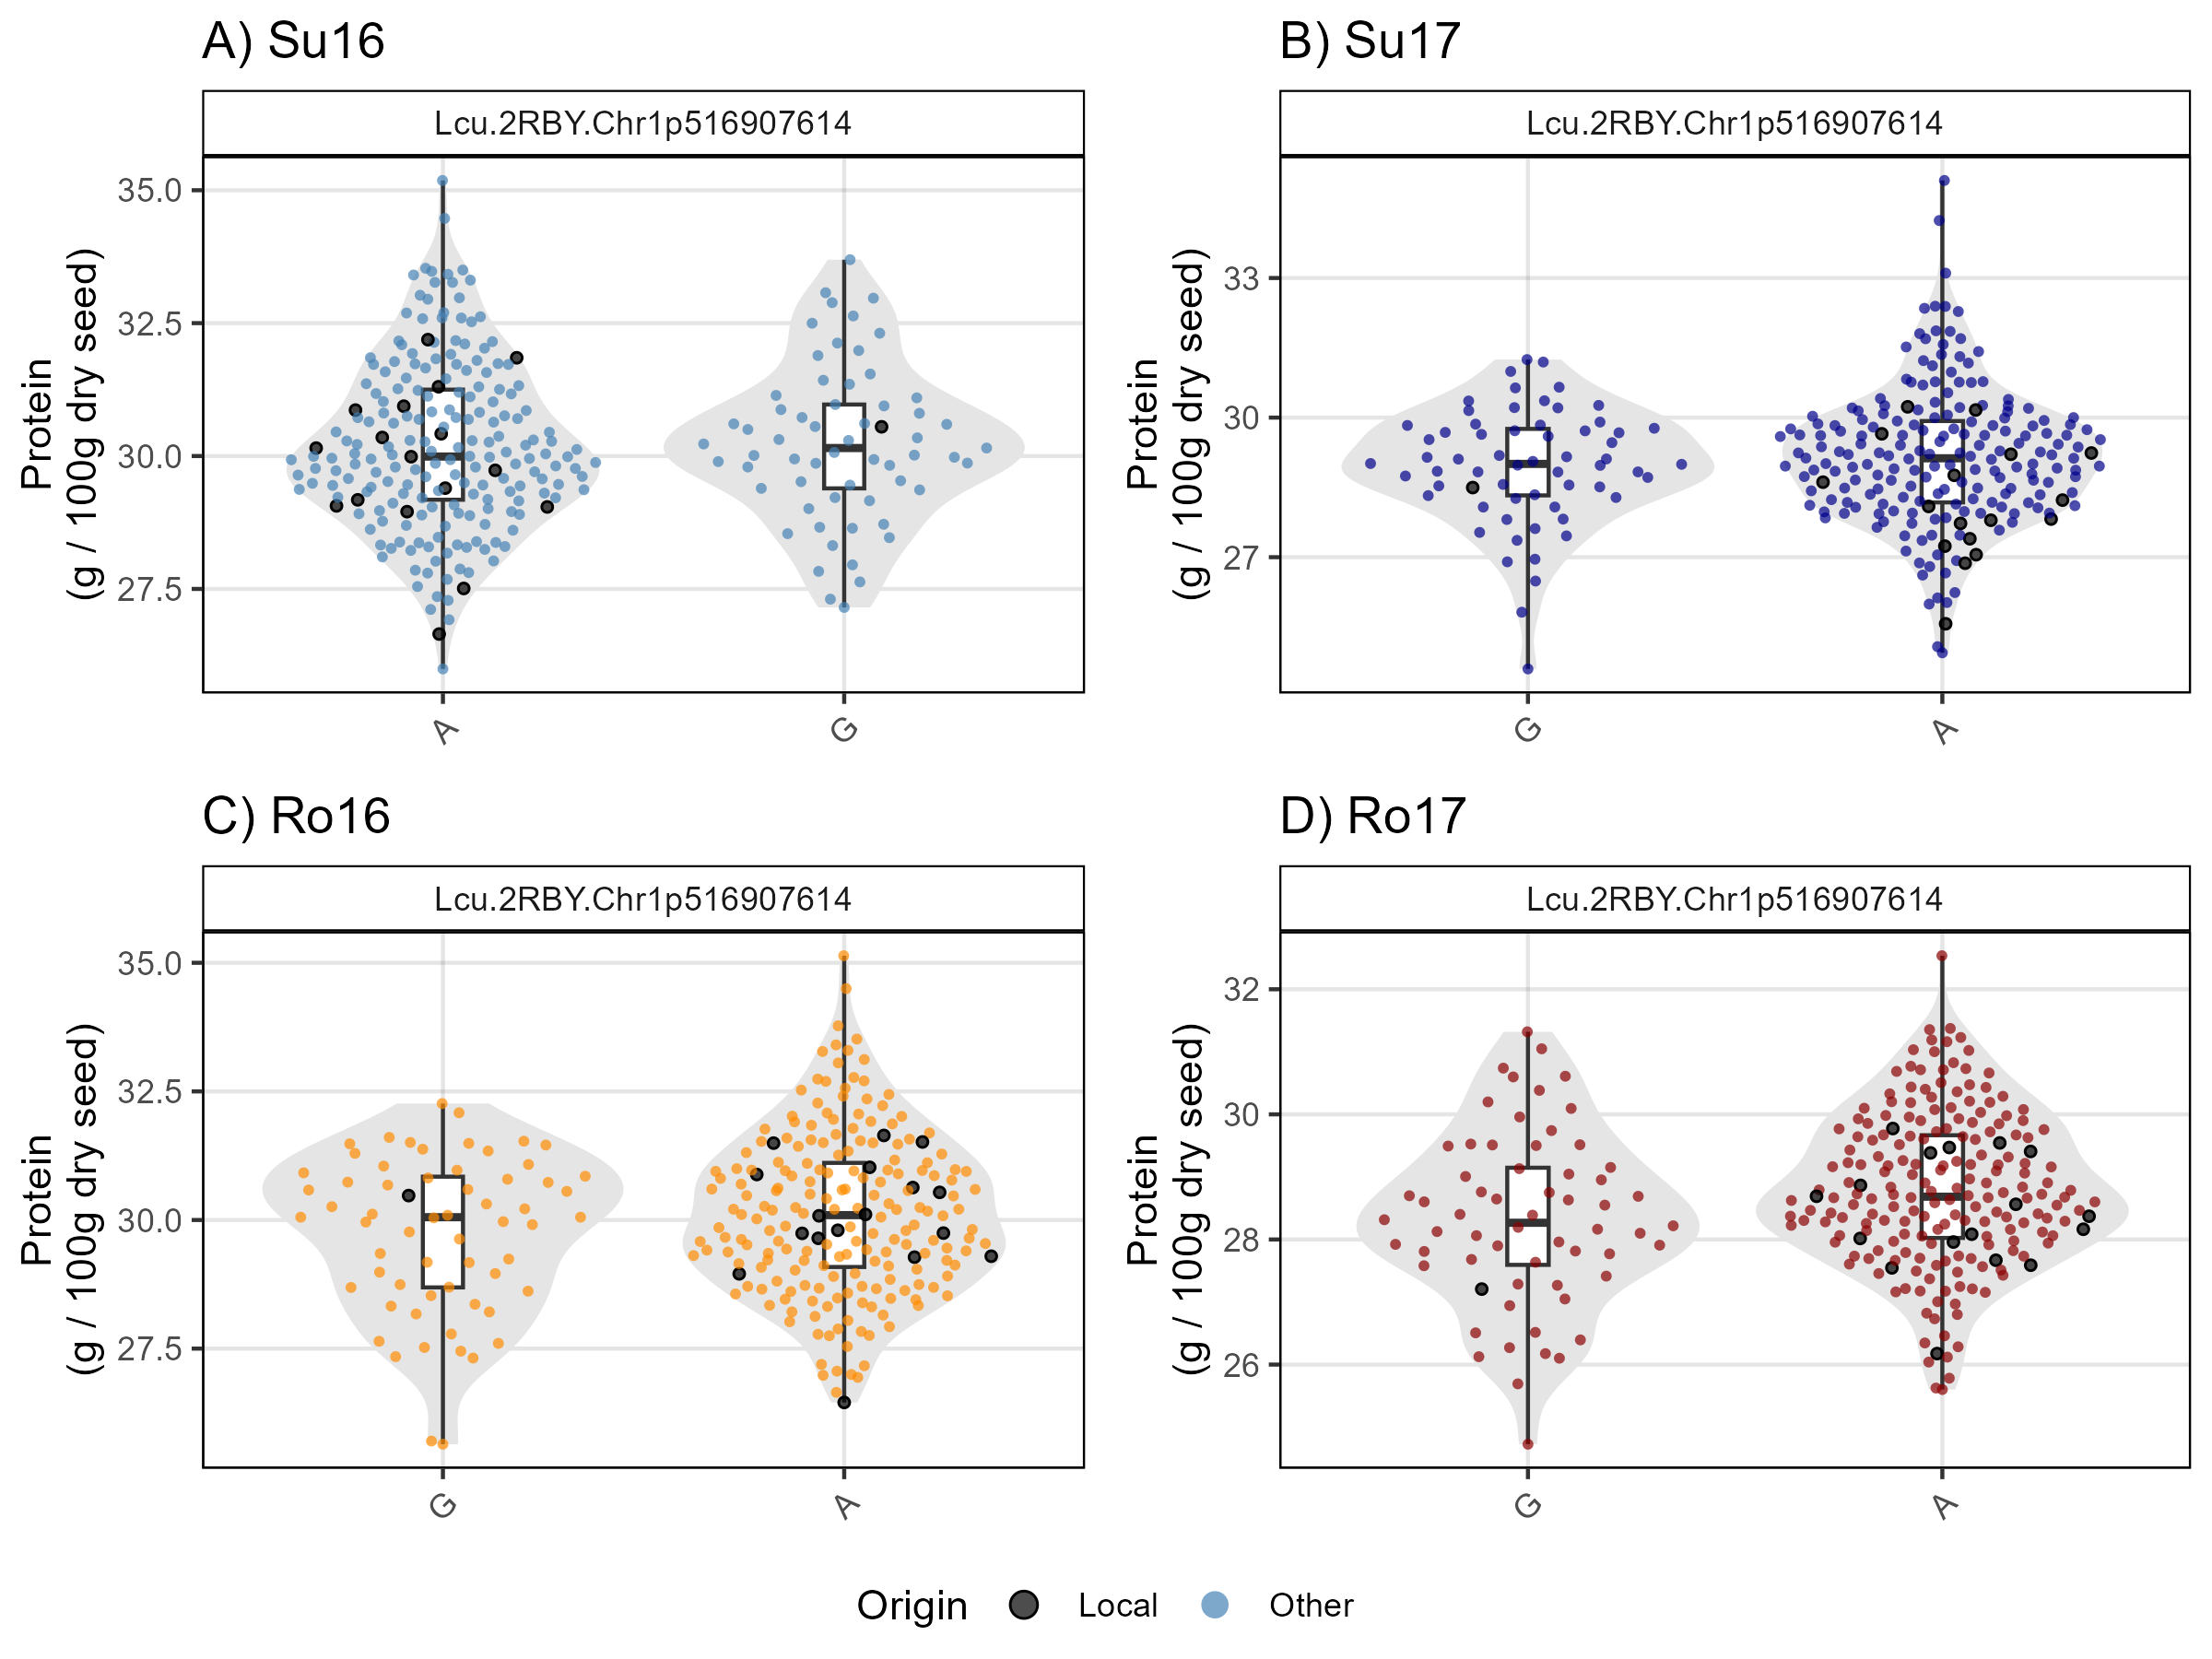 A) Su16
Lcu.2RBY.Chr1p516907614
Protein
(g / 100g dry seed)
35.0
32.5
30.0
27.5
A
G
B) Su17
Lcu.2RBY.Chr1p516907614
Protein
(g / 100g dry seed)
33
30
27
G
A
C) Ro16
Lcu.2RBY.Chr1p516907614
Protein
(g / 100g dry seed)
35.0
32.5
30.0
27.5
G
A
D) Ro17
Lcu.2RBY.Chr1p516907614
Protein
(g / 100g dry seed)
32
30
28
26
G
A
Origin Local Other